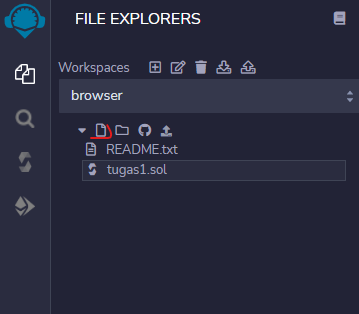 FILE EXPLORERS
Workspaces
browser
README.txt
tugas1.sol